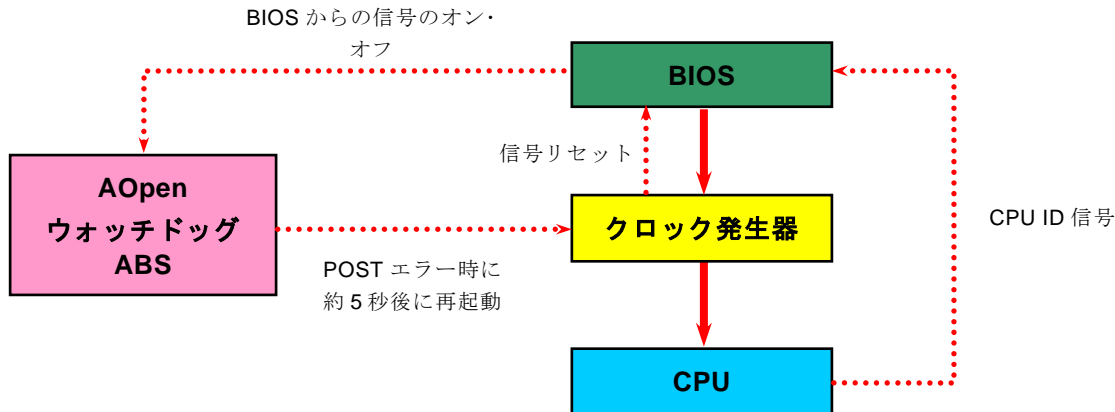 BIOS からの信号のオン・
オフ
BIOS
信号リセット
AOpen
ウォッチドッグ
ABS
クロック発生器
CPU ID 信号
POST エラー時に
約 5 秒後に再起動
CPU